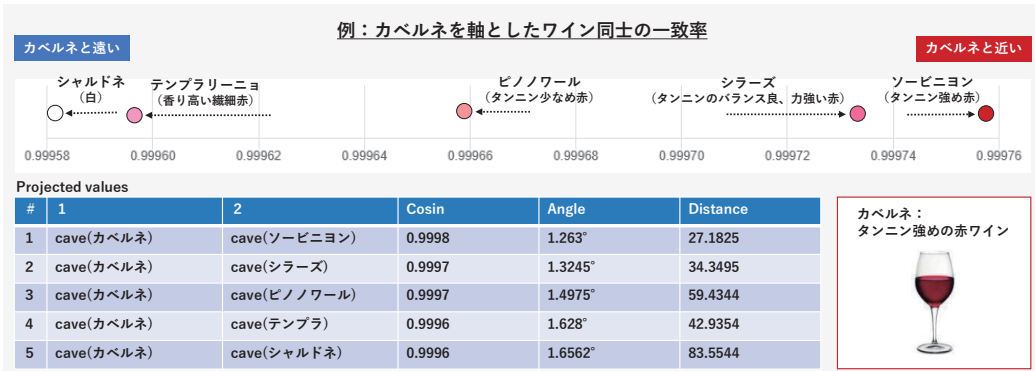 例：カベルネを軸としたワイン同士の一致率
カベルネと遠い
カベルネと近い
シャルドネ
（白）
テンプラリーニョ
（香り高い繊細赤）
ピノノワール
（タンニン少なめ赤）
シラーズ
（タンニンのバランス良、力強い赤）
ソービニヨン
（タンニン強め赤）
0.99958 0.99960 0.99962 0.99964 0.99966 0.99968 0.99970 0.99972 0.99974 0.99976
Projected values
# 1 2 Cosin Angle Distance
1 cave(カベルネ) cave(ソービニヨン) 0.9998 1.263° 27.1825
2 cave(カベルネ) cave(シラーズ) 0.9997 1.3245° 34.3495
3 cave(カベルネ) cave(ピノノワール) 0.9997 1.4975° 59.4344
4 cave(カベルネ) cave(テンプラ) 0.9996 1.628° 42.9354
5 cave(カベルネ) cave(シャルドネ) 0.9996 1.6562° 83.5544
カベルネ：
タンニン強めの赤ワイン